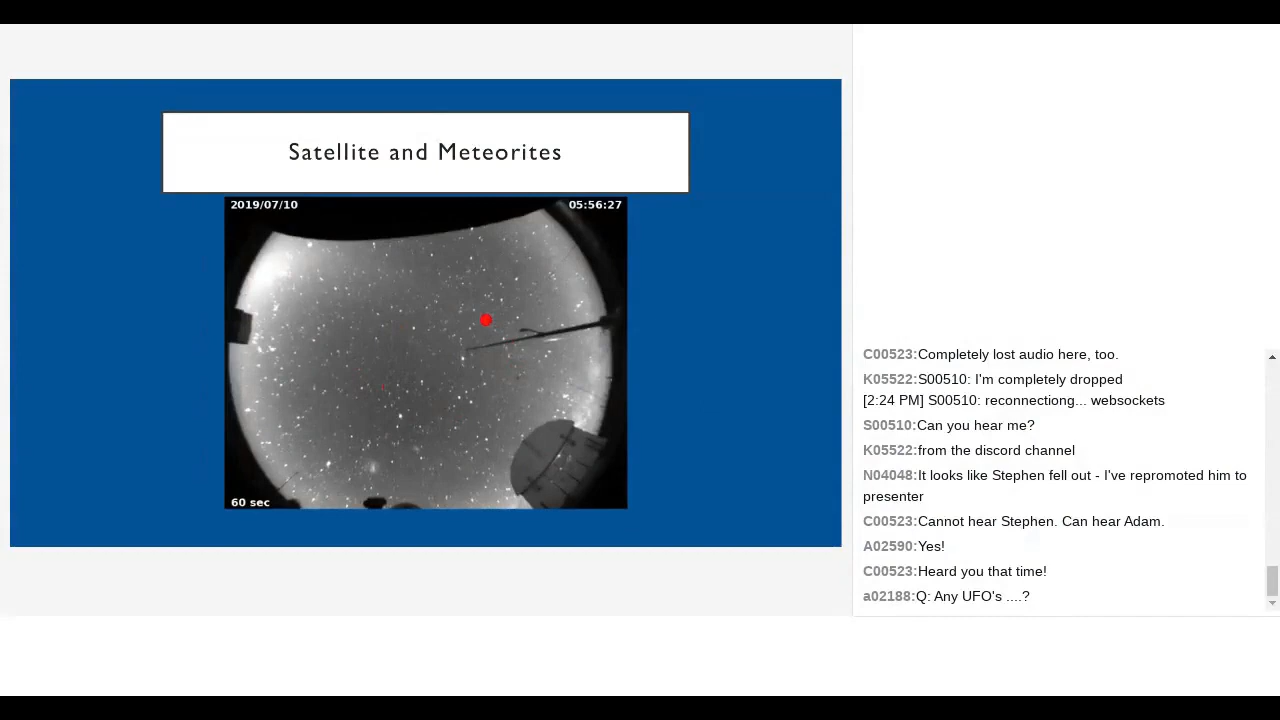 Satellite and Meteorites
2019/07/10
05:56:27
60 sec
C00523:Completely lost audio here, too.
K05522:S00510: I'm completely dropped
[2:24 PM] S00510: reconnectiong... websockets
S00510:Can you hear me?
K05522:from the discord channel
N04048:It looks like Stephen fell out - I've repromoted him to
presenter
C00523:Cannot hear Stephen. Can hear Adam.
A02590:Yes!
C00523:Heard you that time!
a02188:Q: Any UFO's ....?